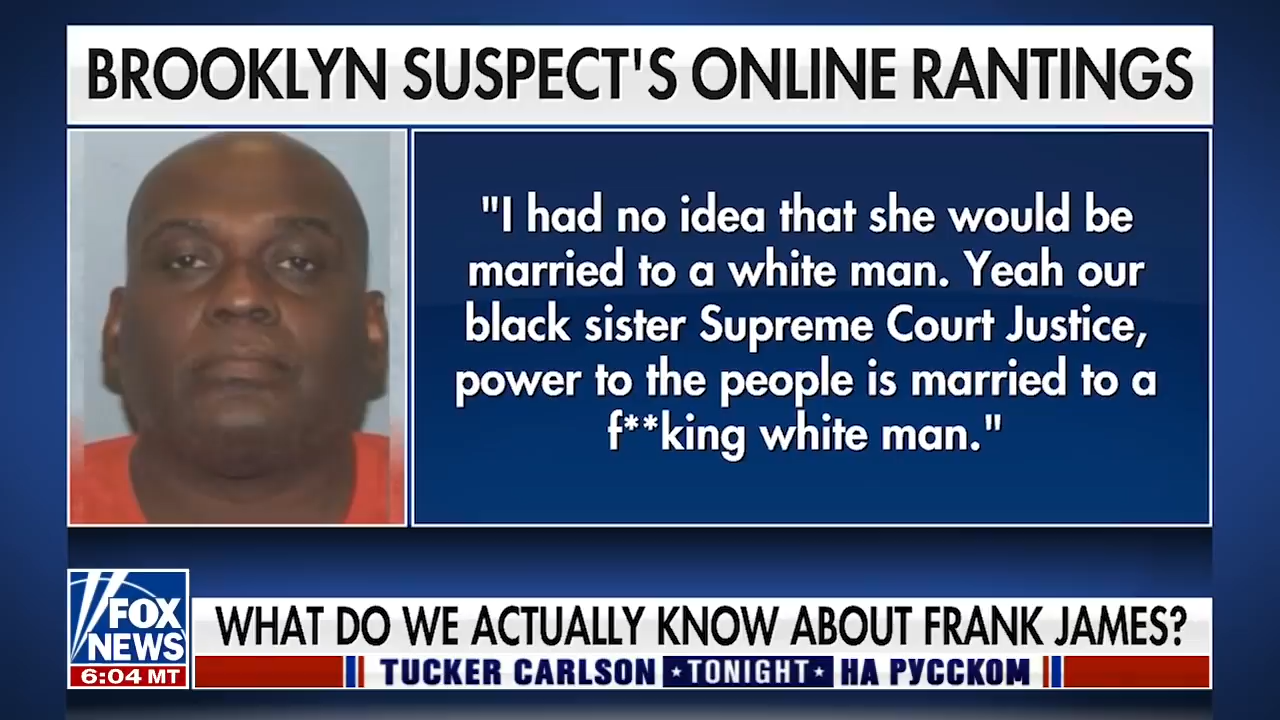 BROOKLYN SUSPECT'S ONLINE RANTINGS
"I had no idea that she would be
married to a white man. Yeah our
black sister Supreme Court Justice,
power to the people is married to a
f**king white man."
FOX
NEWS
6:04 MT
WHAT DO WE ACTUALLY KNOW ABOUT FRANK JAMES?
TUCKER CARLSON ★TONIGHT★ НА РУССКОМ